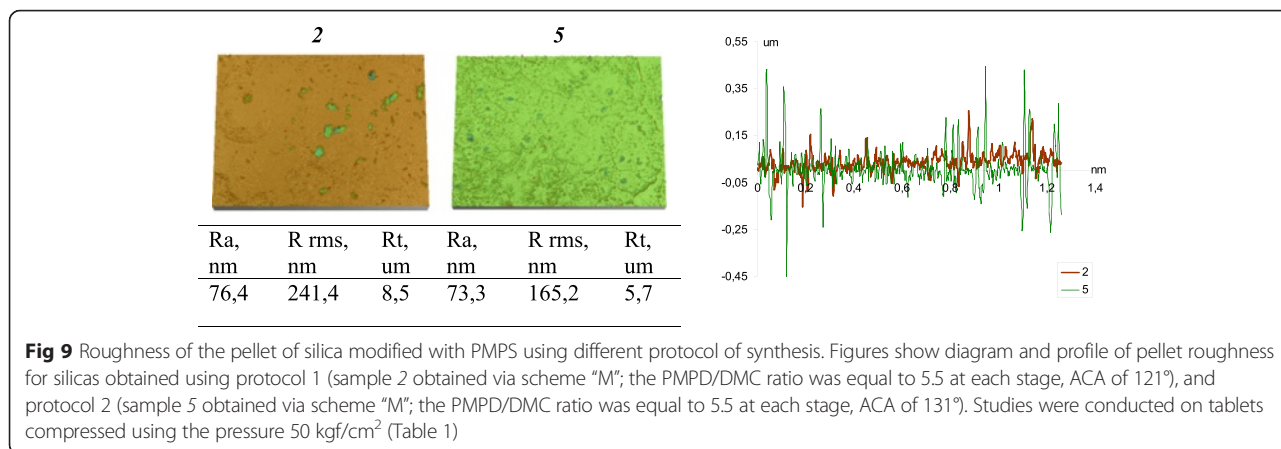 2 5
Ra, R rms, Rt, Ra, R rms, Rt,
nm nm um nm nm um
76,4 241,4 8,5 73,3 165,2 5,7
0,55 um
0,35
0,15
-0,05
-0,25
-0,45
0 0,2 0,4 0,6 0,8 1 1,2 1,4
nm
2
5
Fig 9 Roughness of the pellet of silica modified with PMPS using different protocol of synthesis. Figures show diagram and profile of pellet roughness
for silicas obtained using protocol 1 (sample 2 obtained via scheme “M”; the PMPD/DMC ratio was equal to 5.5 at each stage, ACA of 121°), and
protocol 2 (sample 5 obtained via scheme “M”; the PMPD/DMC ratio was equal to 5.5 at each stage, ACA of 131°). Studies were conducted on tablets
compressed using the pressure 50 kgf/cm² (Table 1)